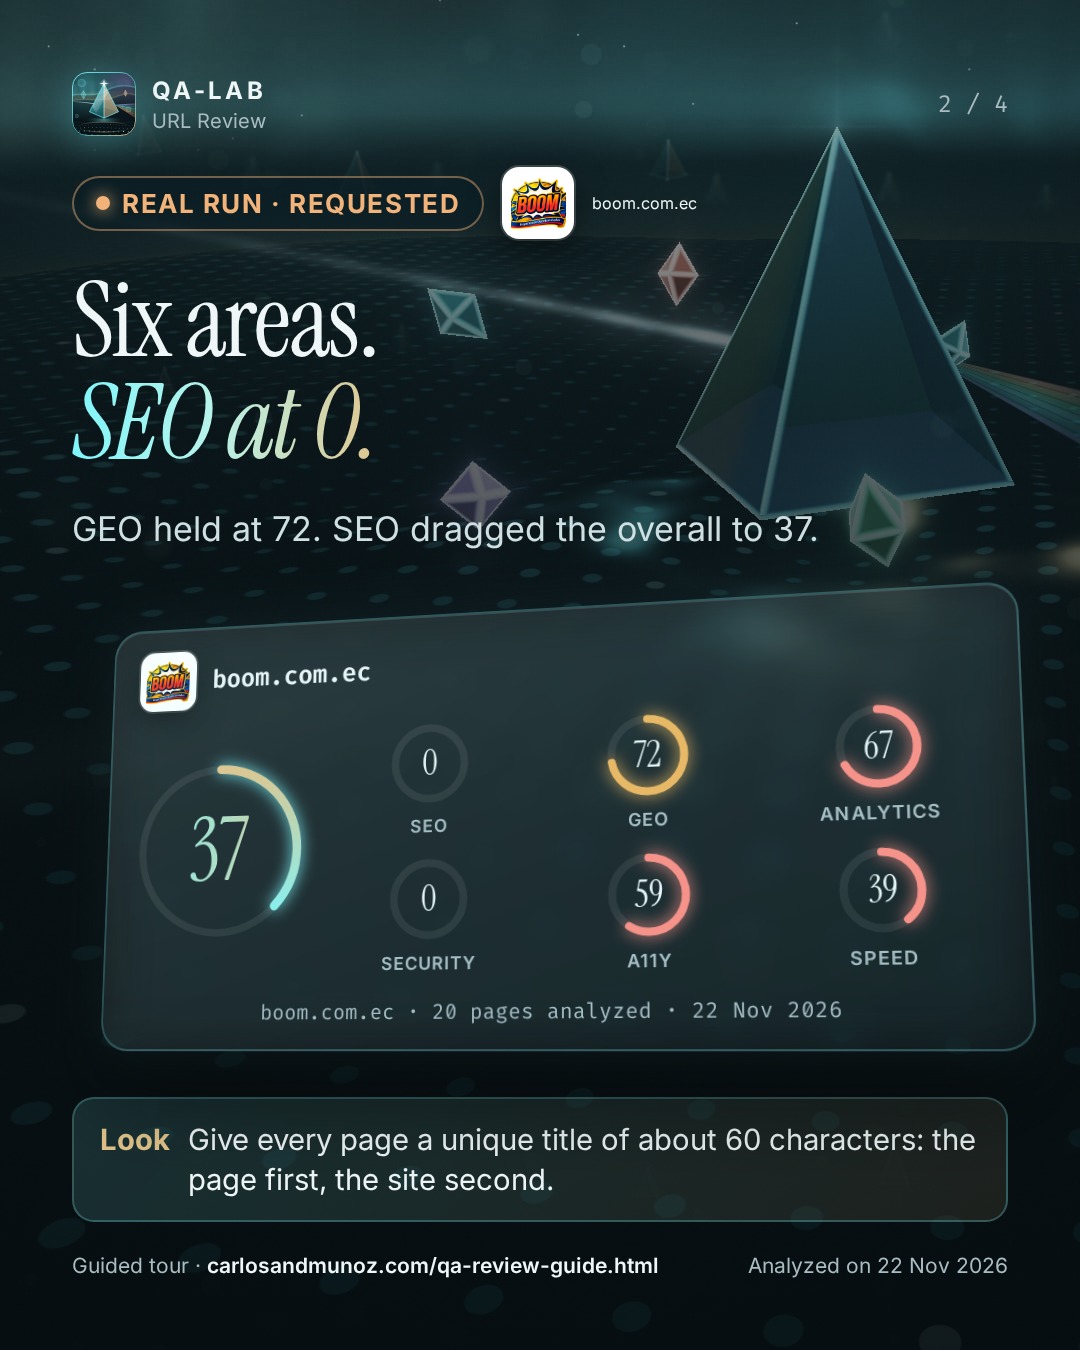 QA-LAB
URL Review
2 / 4
REAL RUN · REQUESTED
BOOM
boom.com.ec
Six areas.
SEO at 0.
GEO held at 72. SEO dragged the overall to 37.
BOOM
boom.com.ec
37
0
SEO
72
GEO
67
ANALYTICS
0
SECURITY
59
A11Y
39
SPEED
boom.com.ec · 20 pages analyzed · 22 Nov 2026
Look Give every page a unique title of about 60 characters: the
page first, the site second.
Guided tour · carlosandmunoz.com/qa-review-guide.html
Analyzed on 22 Nov 2026